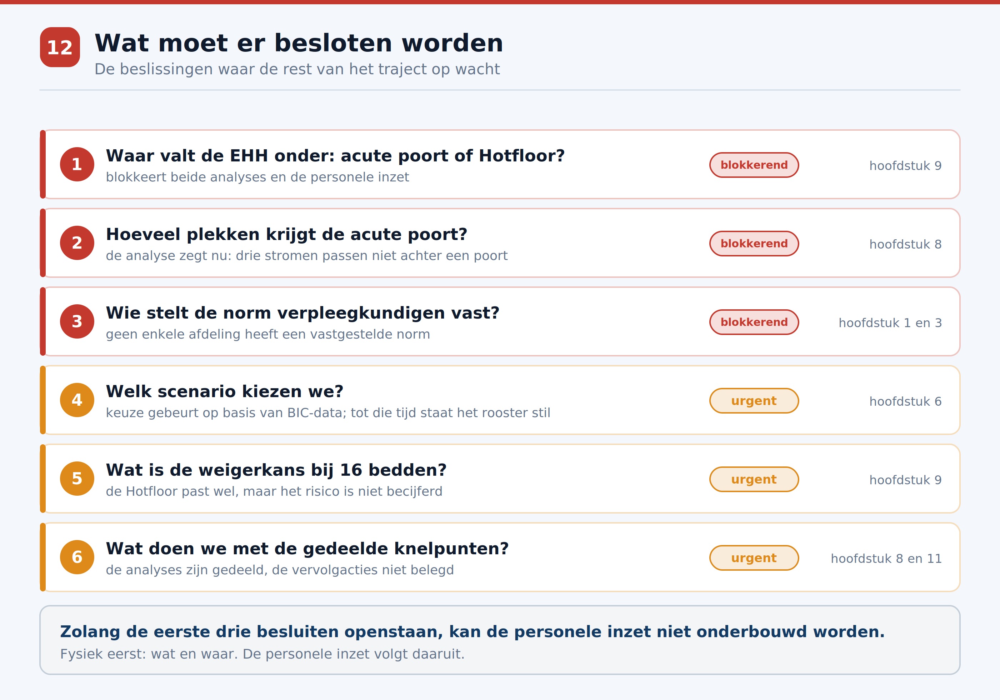 12
Wat moet er besloten worden
De beslissingen waar de rest van het traject op wacht
1
Waar valt de EHH onder: acute poort of Hotfloor?
blokkeert beide analyses en de personele inzet
blokkerend
hoofdstuk 9
2
Hoeveel plekken krijgt de acute poort?
de analyse zegt nu: drie stromen passen niet achter een poort
blokkerend
hoofdstuk 8
3
Wie stelt de norm verpleegkundigen vast?
geen enkele afdeling heeft een vastgestelde norm
blokkerend
hoofdstuk 1 en 3
4
Welk scenario kiezen we?
keuze gebeurt op basis van BIC-data; tot die tijd staat het rooster stil
urgent
hoofdstuk 6
5
Wat is de weigerkans bij 16 bedden?
de Hotfloor past wel, maar het risico is niet becijferd
urgent
hoofdstuk 9
6
Wat doen we met de gedeelde knelpunten?
de analyses zijn gedeeld, de vervolgacties niet belegd
urgent
hoofdstuk 8 en 11
Zolang de eerste drie besluiten openstaan, kan de personele inzet niet onderbouwd worden.
Fysiek eerst: wat en waar. De personele inzet volgt daaruit.